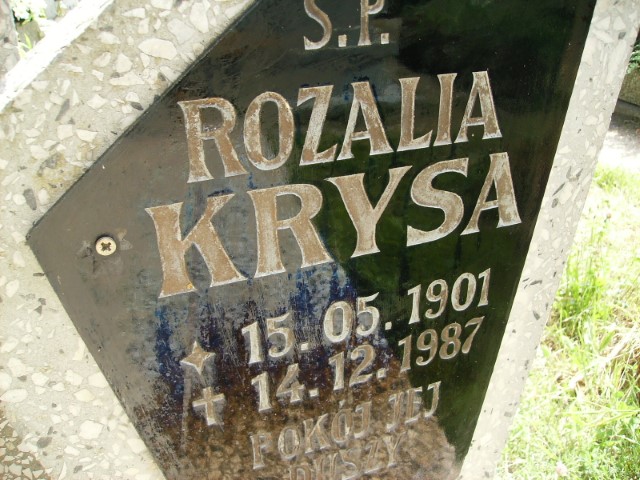 Ś.P.
ROZALIA
KRYSA
15.05.1901
14.12.1987
POKÓJ JEJ
DUSZY